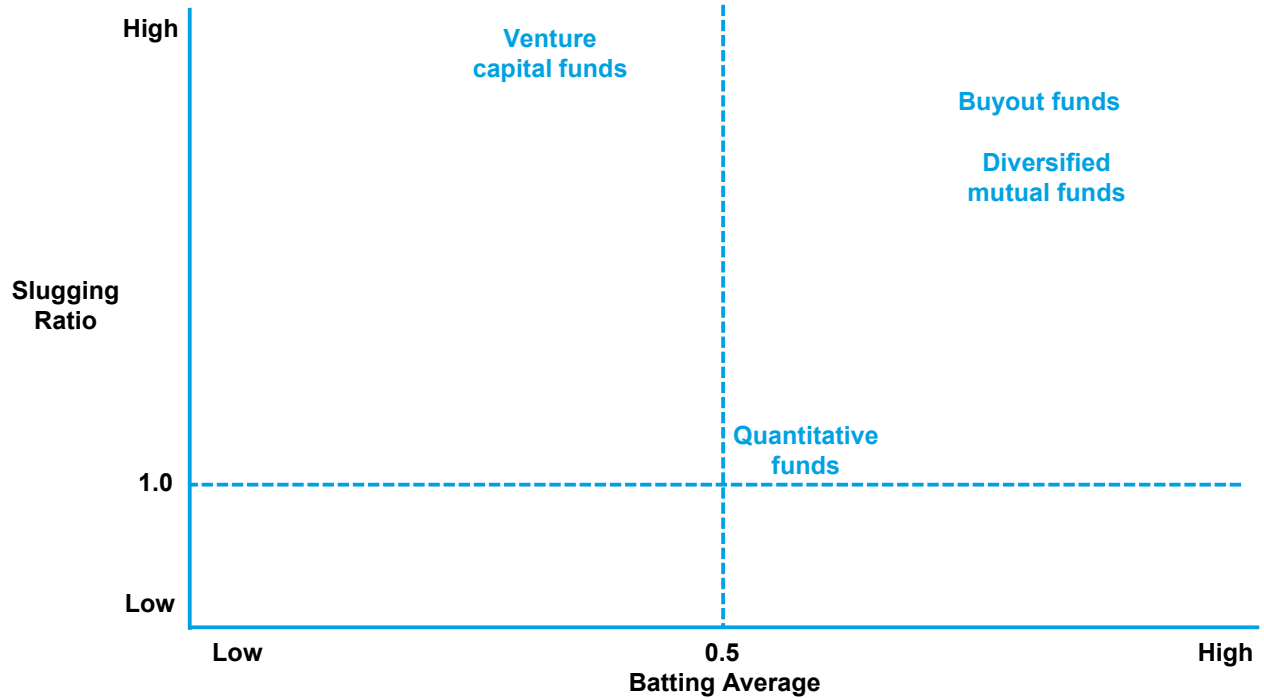 High
Venture
capital funds
Buyout funds
Diversified
mutual funds
Slugging
Ratio
Quantitative
funds
1.0
Low
Low
0.5
High
Batting Average